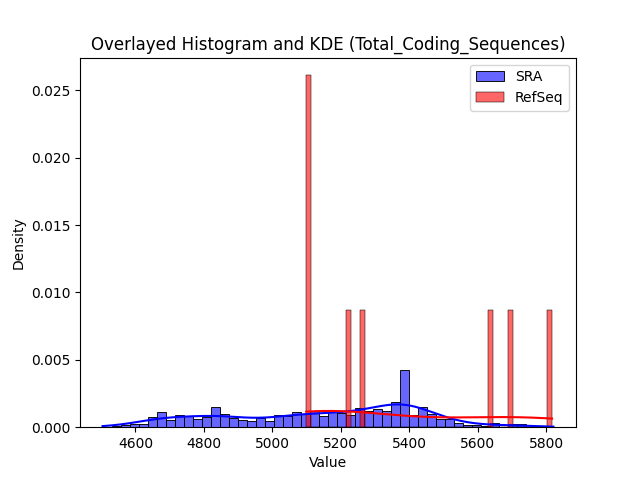 Overlayed Histogram and KDE (Total_Coding_Sequences)
SRA
RefSeq
0.025
0.020
0.015
0.010
0.005
0.000
Density
4600 4800 5000 5200 5400 5600 5800
Value